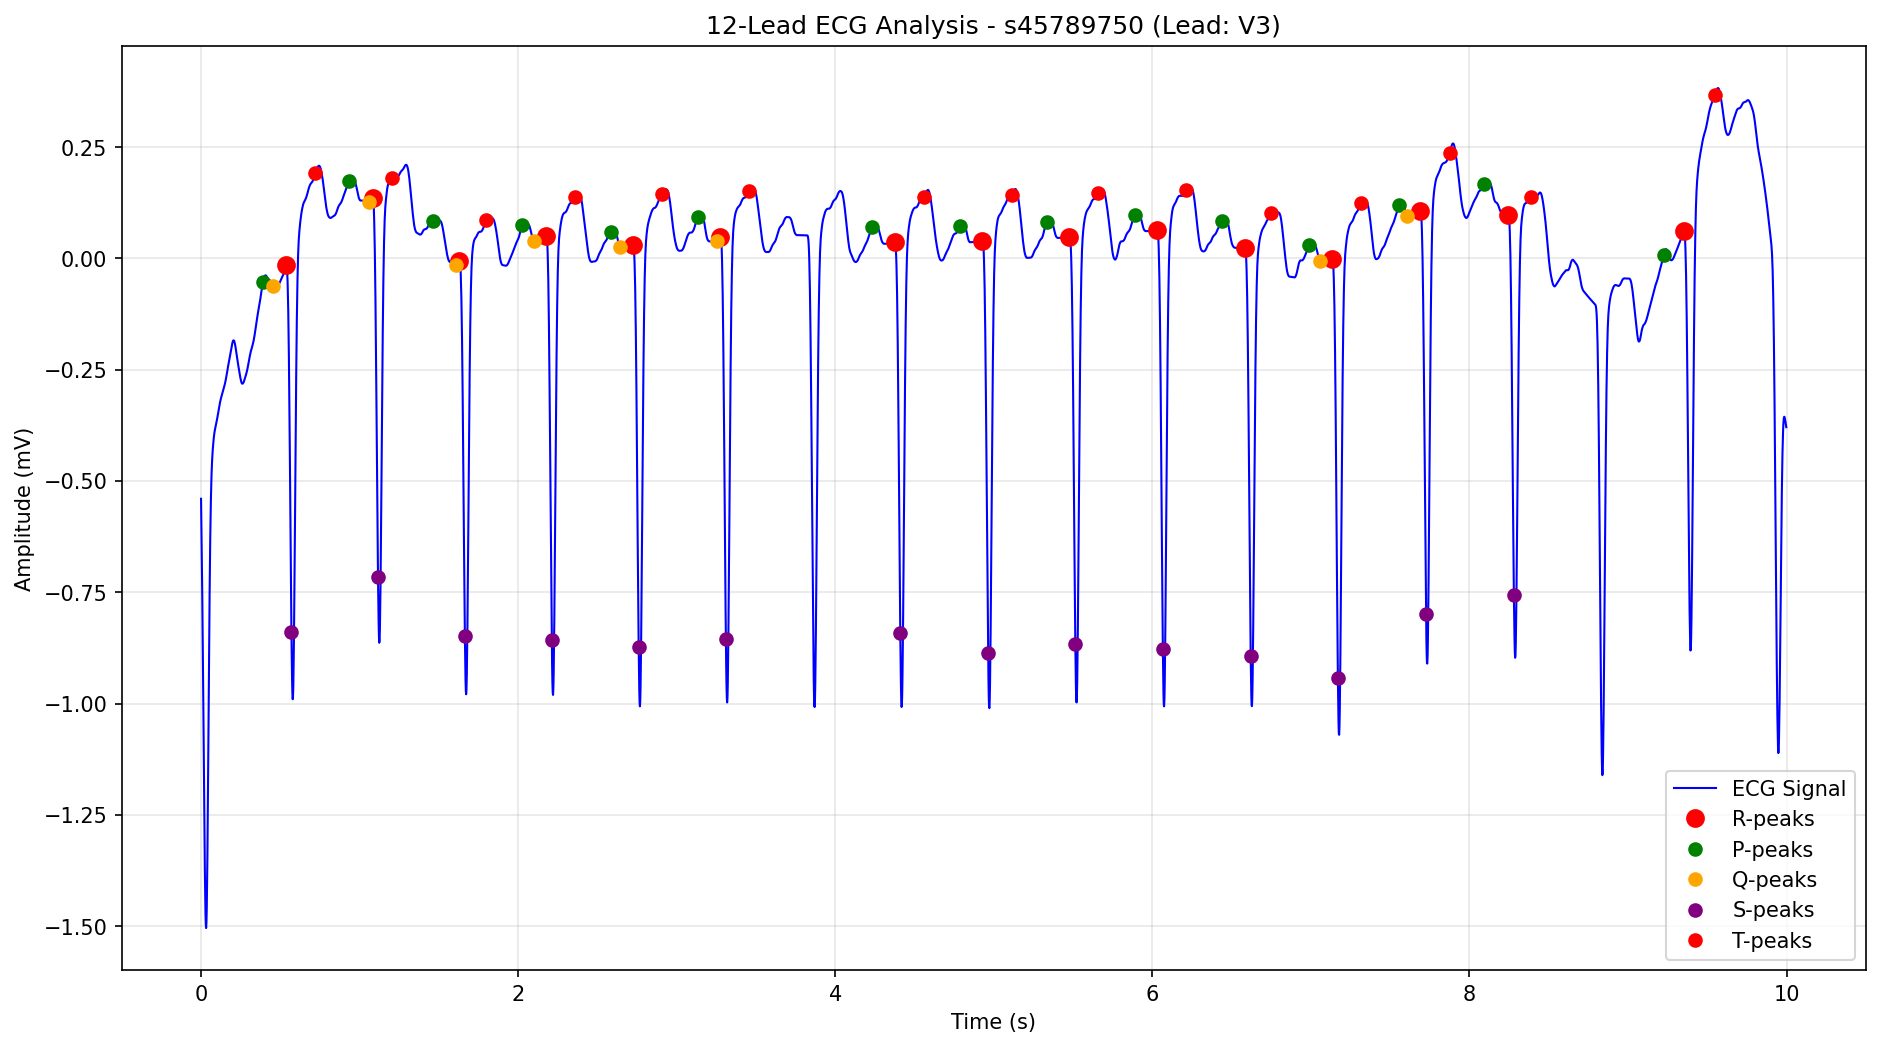 12-Lead ECG Analysis - s45789750 (Lead: V3)
Amplitude (mV)
0.25
0.00
−0.25
−0.50
−0.75
−1.00
−1.25
−1.50
0 2 4 6 8 10
Time (s)
ECG Signal
R-peaks
P-peaks
Q-peaks
S-peaks
T-peaks